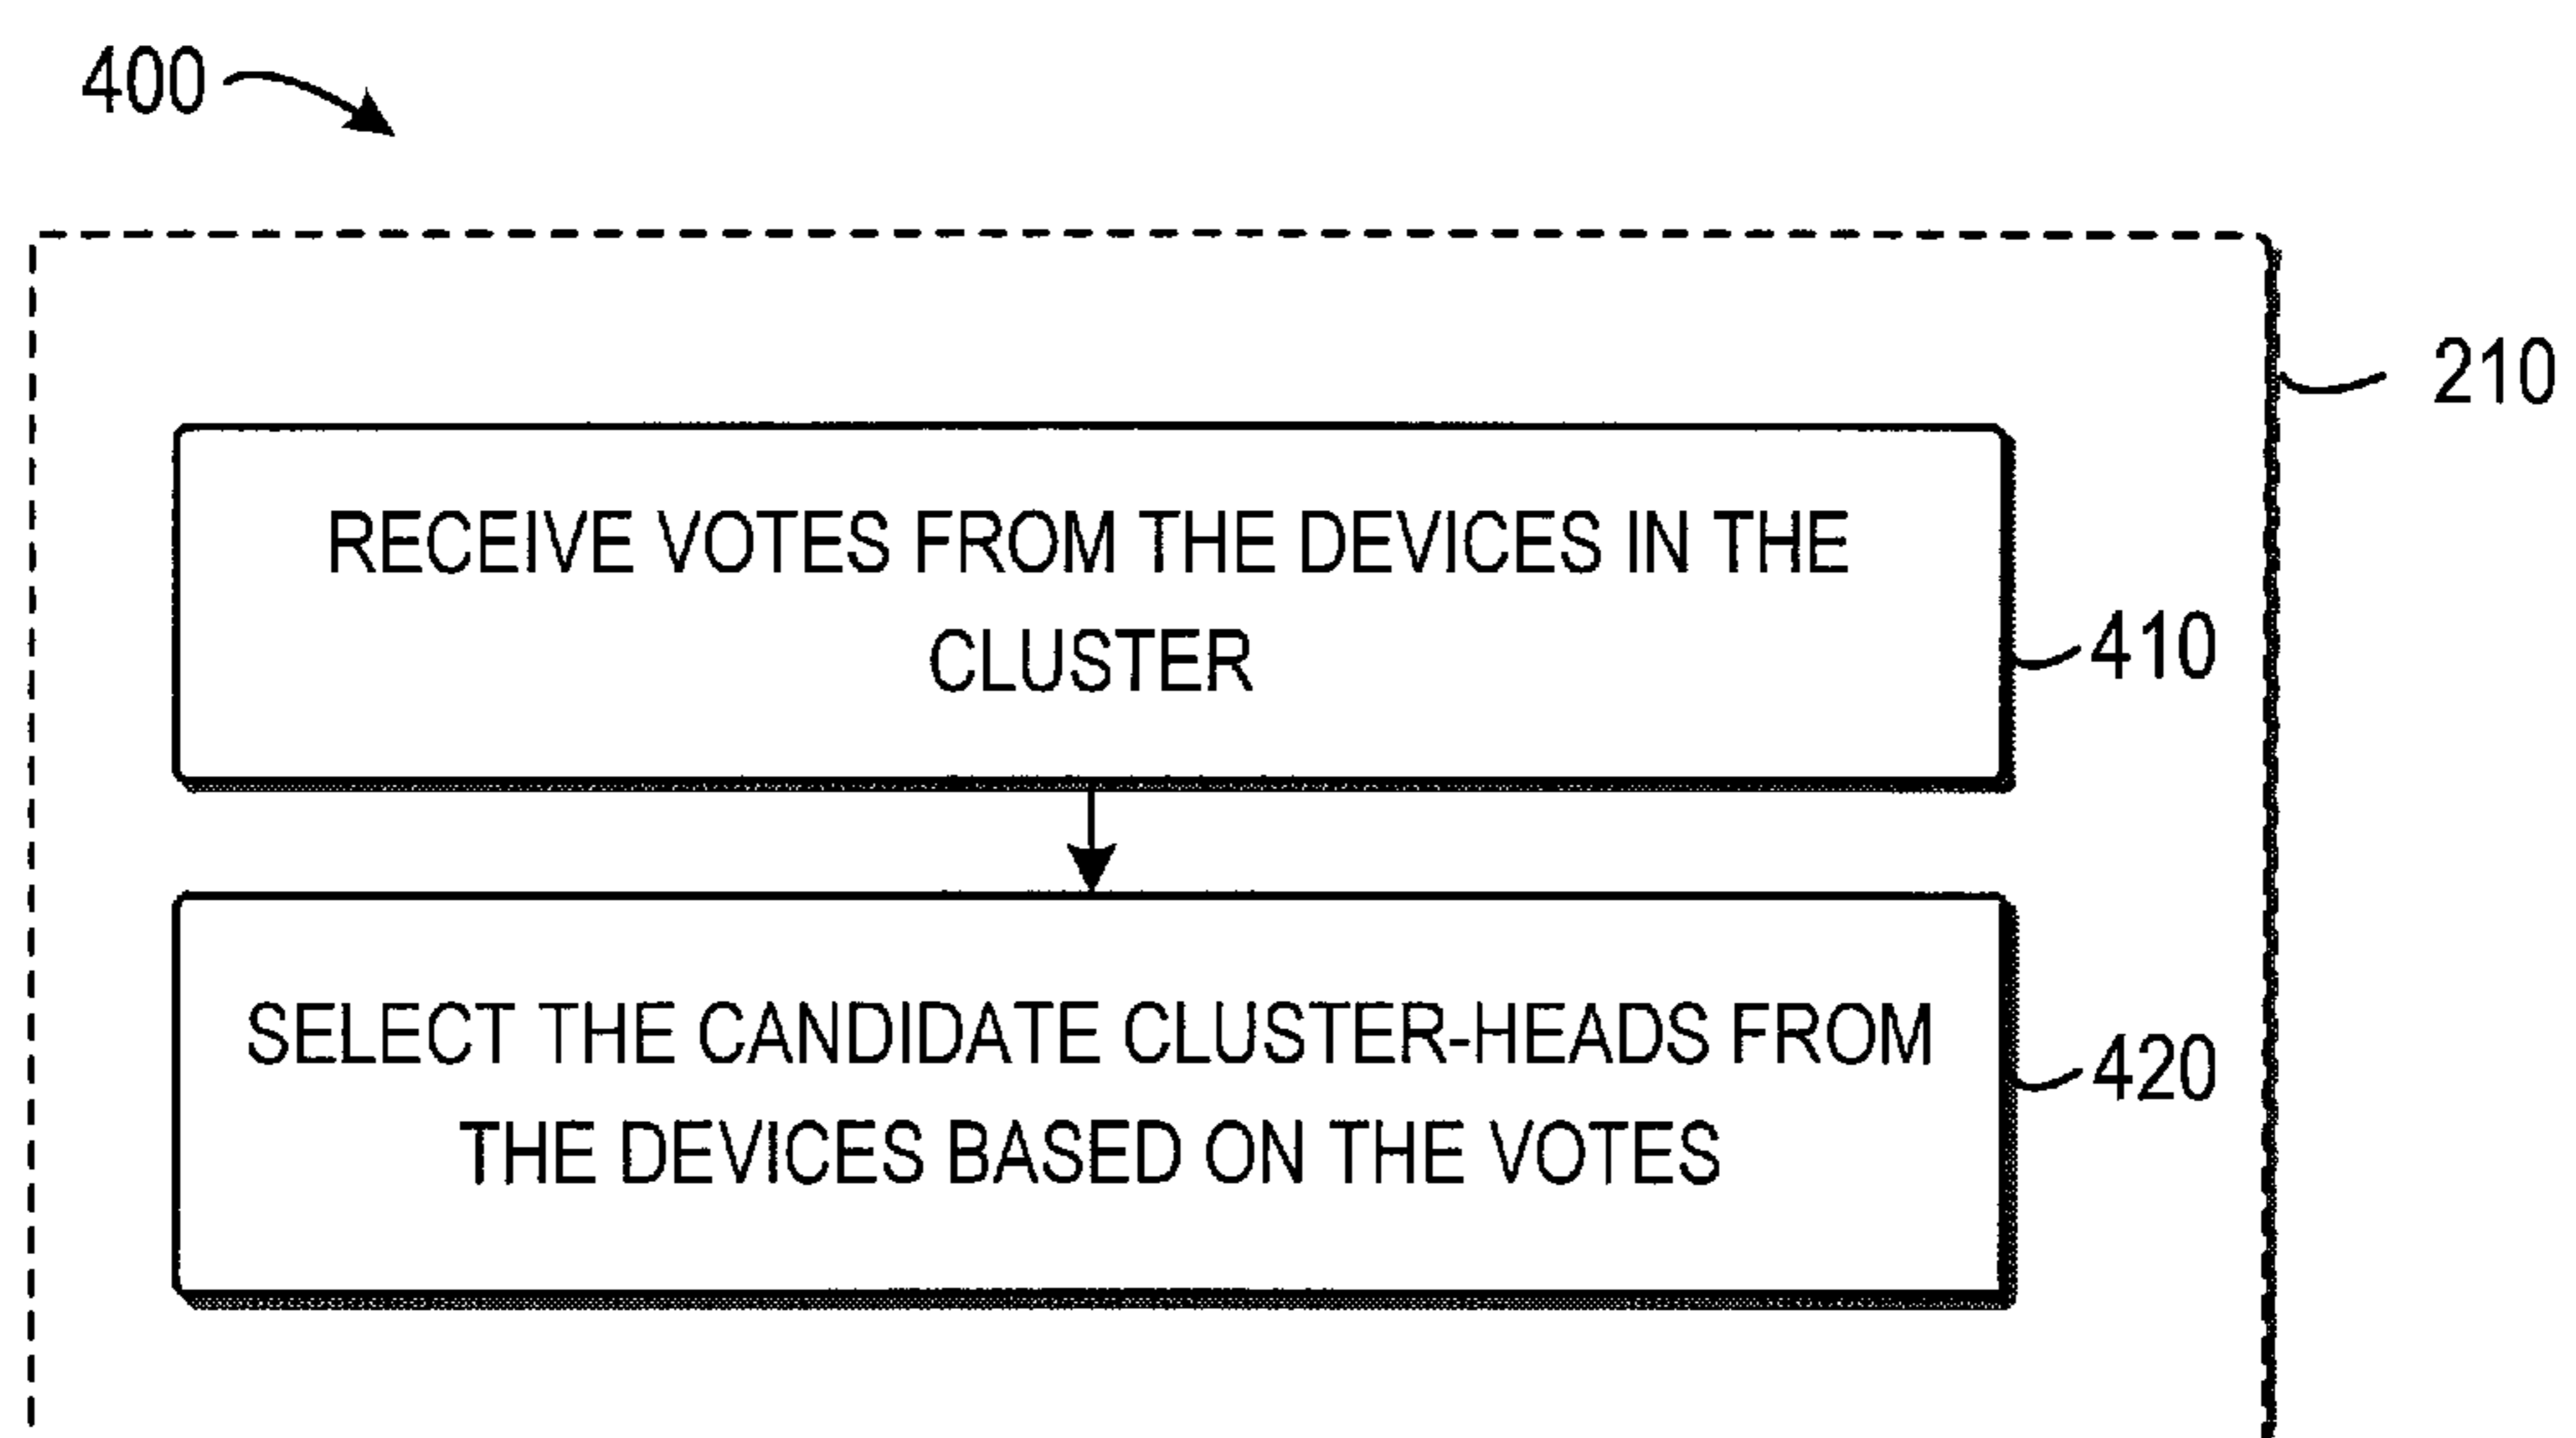 400
210
RECEIVE VOTES FROM THE DEVICES IN THE
CLUSTER
410
SELECT THE CANDIDATE CLUSTER-HEADS FROM
THE DEVICES BASED ON THE VOTES
420